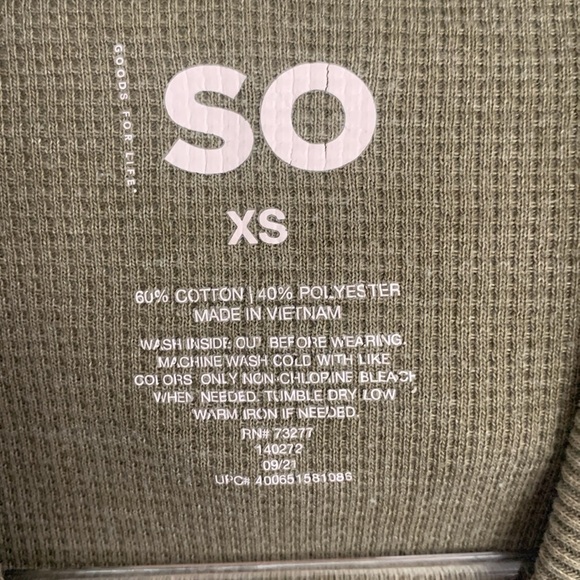 GOODS FOR LIFE
SO
XS
60% COTTON | 40% POLYESTER
MADE IN VIETNAM
WASH INSIDE OUT BEFORE WEARING.
MACHINE WASH COLD WITH LIKE
COLORS ONLY NON-CHLORINE BLEACH
WHEN NEEDED. TUMBLE DRY LOW
WARM IRON IF NEEDED.
RN# 73277
140272
09/21
UPC# 400651581086